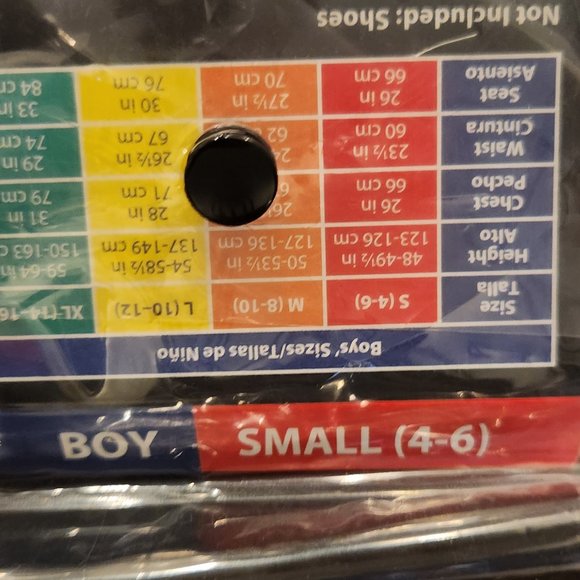 Boys' Sizes/Tallas de Niño
Size S (4-6) M (8-10) L (10-12)
Talla
Height 48-49½ in 50-53½ in 54-58½ in 59-64 in
Alto 123-126 cm 127-136 cm 137-149 cm 150-163
Chest 26 in 28 in 31 in
Pecho 66 cm 71 cm 79 cm
Waist 23½ in 26½ in 29 in
Cintura 60 cm 62 67 cm 74 cm
Seat 26 in 27½ in 30 in 33 in
Asiento 66 cm 70 cm 76 cm 84 cm
Not Included: Shoes
BOY SMALL (4-6)